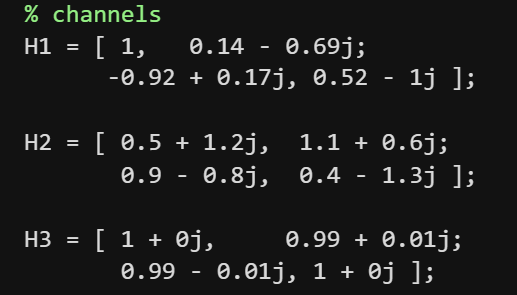 % channels
H1 = [ 1,   0.14 - 0.69j;
      -0.92 + 0.17j, 0.52 - 1j ];
H2 = [ 0.5 + 1.2j,  1.1 + 0.6j;
       0.9 - 0.8j,  0.4 - 1.3j ];
H3 = [ 1 + 0j,     0.99 + 0.01j;
       0.99 - 0.01j, 1 + 0j ];